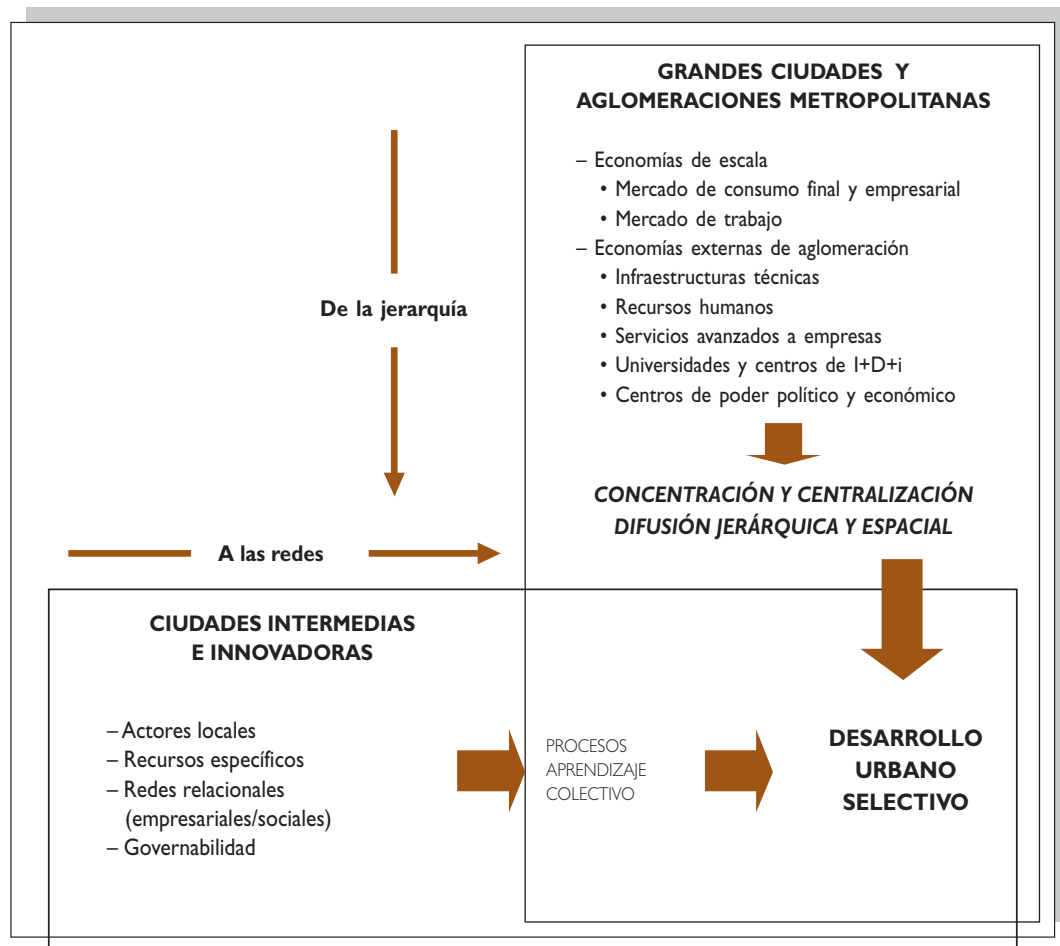 GRANDES CIUDADES Y
AGLOMERACIONES METROPOLITANAS
– Economías de escala
• Mercado de consumo final y empresarial
• Mercado de trabajo
– Economías externas de aglomeración
• Infraestructuras técnicas
• Recursos humanos
• Servicios avanzados a empresas
• Universidades y centros de I+D+i
• Centros de poder político y económico
De la jerarquía
CONCENTRACIÓN Y CENTRALIZACIÓN
DIFUSIÓN JERÁRQUICA Y ESPACIAL
A las redes
CIUDADES INTERMEDIAS
E INNOVADORAS
– Actores locales
– Recursos específicos
– Redes relacionales
(empresariales/sociales)
– Governabilidad
PROCESOS
APRENDIZAJE
COLECTIVO
DESARROLLO
URBANO
SELECTIVO